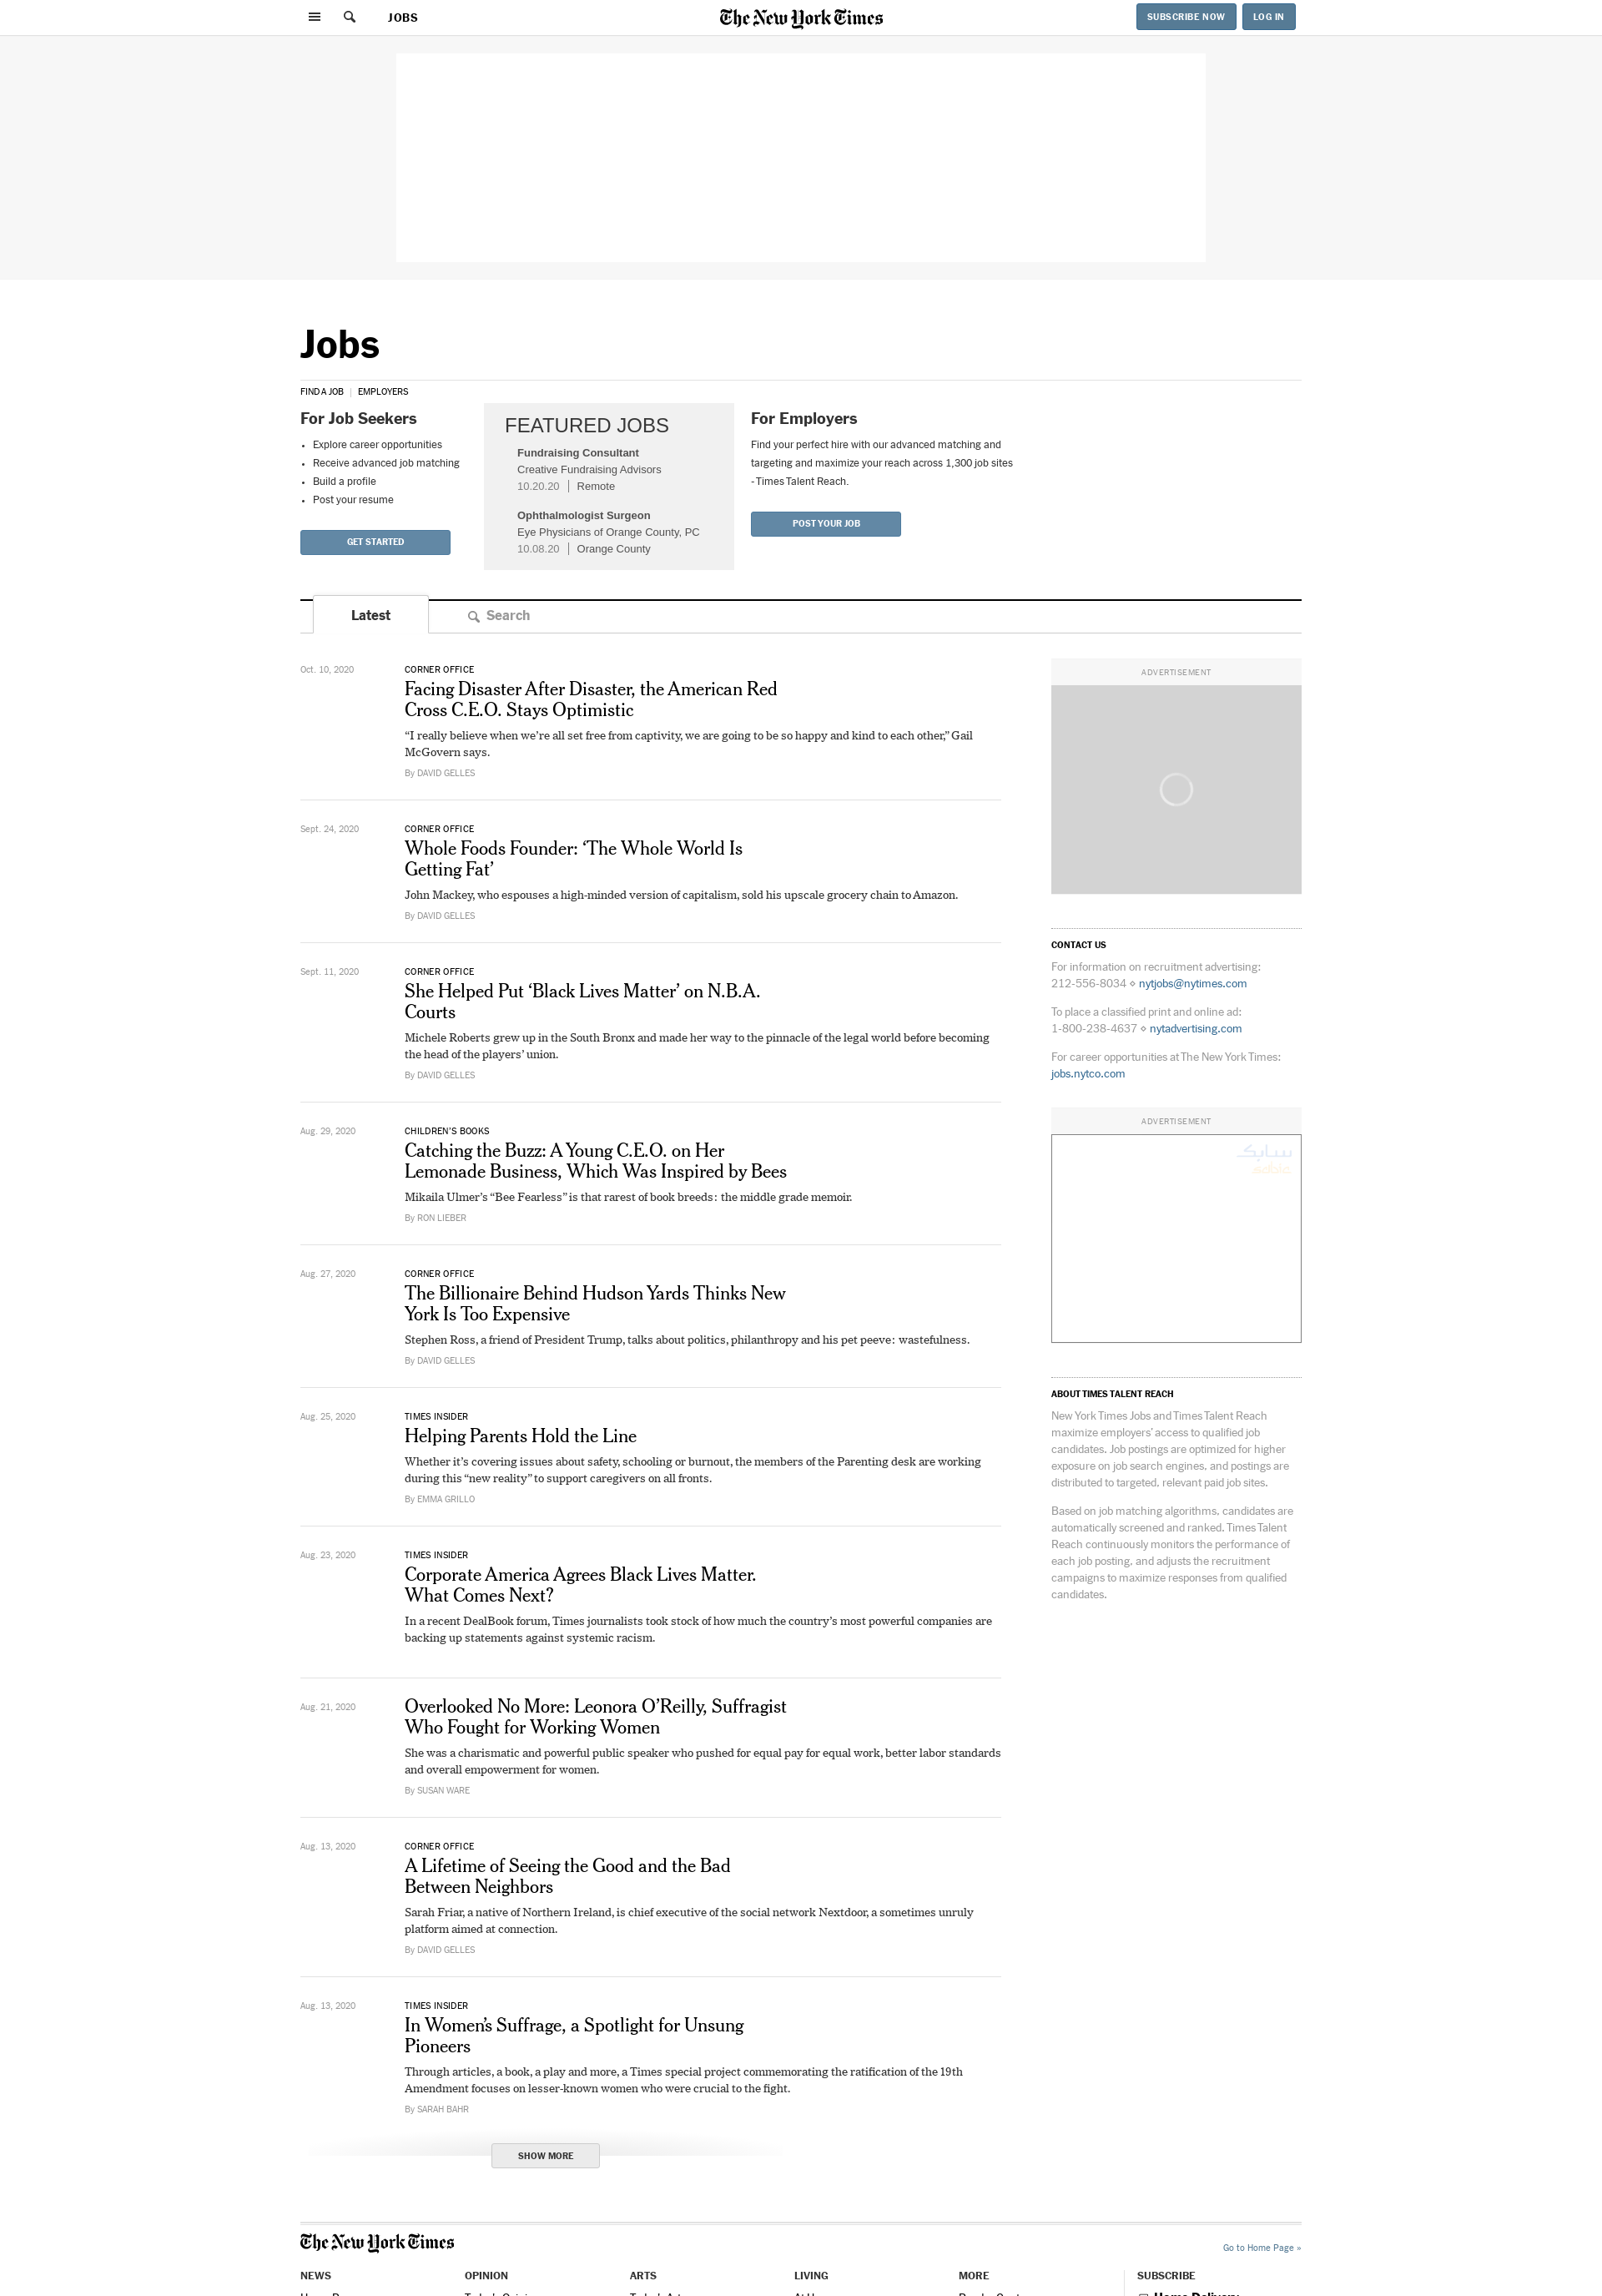 JOBS
The New York Times
SUBSCRIBE NOW
LOG IN
Jobs
FIND A JOB | EMPLOYERS
For Job Seekers
Explore career opportunities
Receive advanced job matching
Build a profile
Post your resume
GET STARTED
FEATURED JOBS
Fundraising Consultant
Creative Fundraising Advisors
10.20.20 | Remote
Ophthalmologist Surgeon
Eye Physicians of Orange County, PC
10.08.20 | Orange County
For Employers
Find your perfect hire with our advanced matching and
targeting and maximize your reach across 1,300 job sites
- Times Talent Reach.
POST YOUR JOB
Latest
Search
Oct. 10, 2020
CORNER OFFICE
Facing Disaster After Disaster, the American Red
Cross C.E.O. Stays Optimistic
“I really believe when we’re all set free from captivity, we are going to be so happy and kind to each other,” Gail
McGovern says.
By DAVID GELLES
Sept. 24, 2020
CORNER OFFICE
Whole Foods Founder: ‘The Whole World Is
Getting Fat’
John Mackey, who espouses a high-minded version of capitalism, sold his upscale grocery chain to Amazon.
By DAVID GELLES
Sept. 11, 2020
CORNER OFFICE
She Helped Put ‘Black Lives Matter’ on N.B.A.
Courts
Michele Roberts grew up in the South Bronx and made her way to the pinnacle of the legal world before becoming
the head of the players’ union.
By DAVID GELLES
Aug. 29, 2020
CHILDREN’S BOOKS
Catching the Buzz: A Young C.E.O. on Her
Lemonade Business, Which Was Inspired by Bees
Mikaila Ulmer’s “Bee Fearless” is that rarest of book breeds: the middle grade memoir.
By RON LIEBER
Aug. 27, 2020
CORNER OFFICE
The Billionaire Behind Hudson Yards Thinks New
York Is Too Expensive
Stephen Ross, a friend of President Trump, talks about politics, philanthropy and his pet peeve: wastefulness.
By DAVID GELLES
Aug. 25, 2020
TIMES INSIDER
Helping Parents Hold the Line
Whether it’s covering issues about safety, schooling or burnout, the members of the Parenting desk are working
during this “new reality” to support caregivers on all fronts.
By EMMA GRILLO
Aug. 23, 2020
TIMES INSIDER
Corporate America Agrees Black Lives Matter.
What Comes Next?
In a recent DealBook forum, Times journalists took stock of how much the country’s most powerful companies are
backing up statements against systemic racism.
Aug. 21, 2020
Overlooked No More: Leonora O’Reilly, Suffragist
Who Fought for Working Women
She was a charismatic and powerful public speaker who pushed for equal pay for equal work, better labor standards
and overall empowerment for women.
By SUSAN WARE
Aug. 13, 2020
CORNER OFFICE
A Lifetime of Seeing the Good and the Bad
Between Neighbors
Sarah Friar, a native of Northern Ireland, is chief executive of the social network Nextdoor, a sometimes unruly
platform aimed at connection.
By DAVID GELLES
Aug. 13, 2020
TIMES INSIDER
In Women’s Suffrage, a Spotlight for Unsung
Pioneers
Through articles, a book, a play and more, a Times special project commemorating the ratification of the 19th
Amendment focuses on lesser-known women who were crucial to the fight.
By SARAH BAHR
SHOW MORE
ADVERTISEMENT
CONTACT US
For information on recruitment advertising:
212-556-8034 ⋄ nytjobs@nytimes.com
To place a classified print and online ad:
1-800-238-4637 ⋄ nytadvertising.com
For career opportunities at The New York Times:
jobs.nytco.com
ADVERTISEMENT
سابك
ABOUT TIMES TALENT REACH
New York Times Jobs and Times Talent Reach
maximize employers’ access to qualified job
candidates. Job postings are optimized for higher
exposure on job search engines, and postings are
distributed to targeted, relevant paid job sites.
Based on job matching algorithms, candidates are
automatically screened and ranked. Times Talent
Reach continuously monitors the performance of
each job posting, and adjusts the recruitment
campaigns to maximize responses from qualified
candidates.
The New York Times
Go to Home Page »
NEWS
OPINION
ARTS
LIVING
MORE
SUBSCRIBE